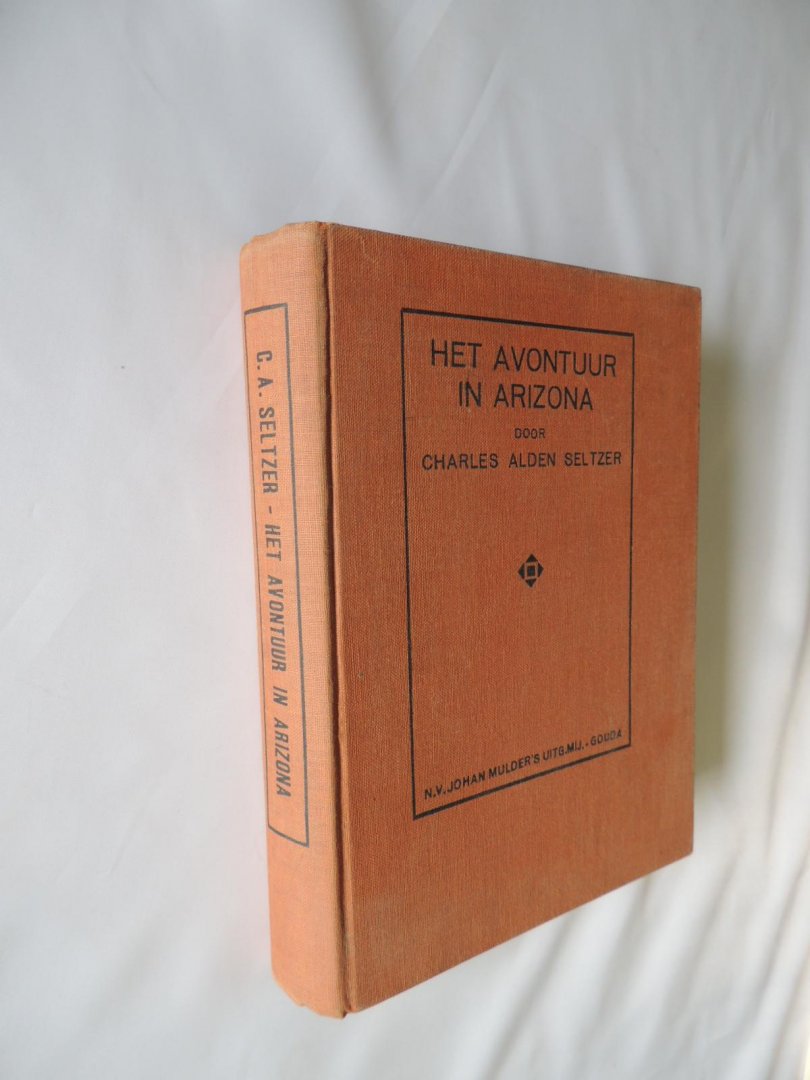 C. A. SELTZER - HET AVONTUUR IN ARIZONA
HET AVONTUUR
IN ARIZONA
DOOR
CHARLES ALDEN SELTZER
N.V. JOHAN MULDER'S UITG.MIJ. - GOUDA